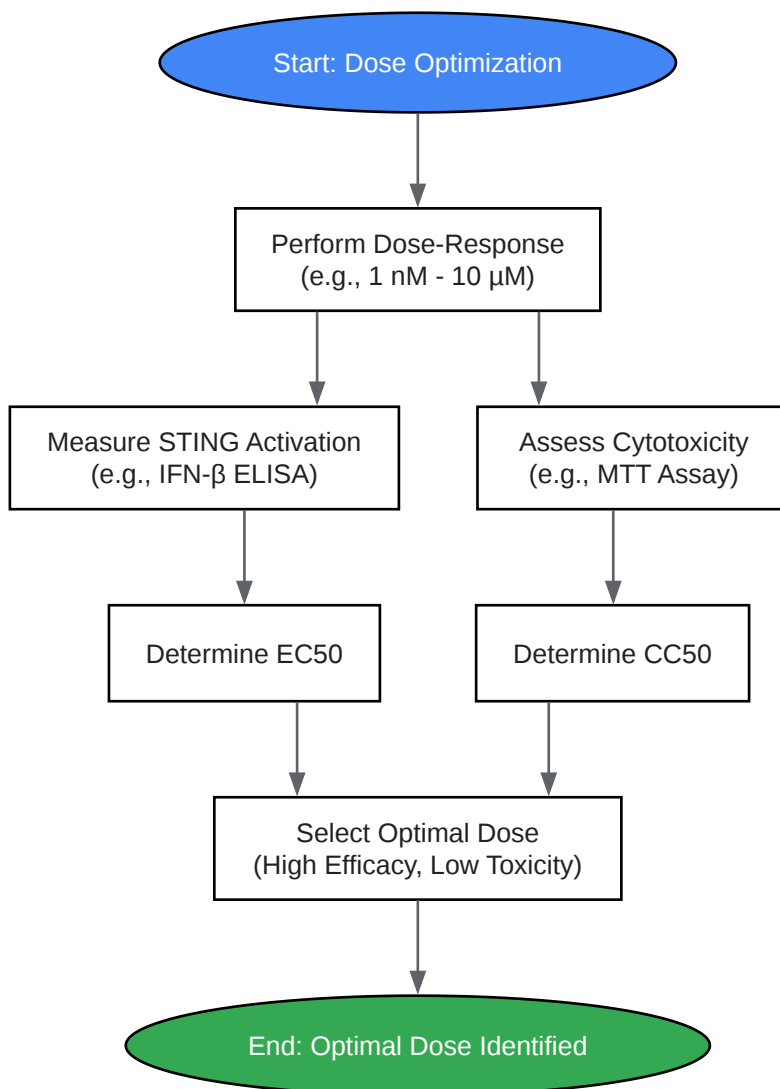 Start: Dose Optimization
Perform Dose-Response
(e.g., 1 nM - 10 µM)
Measure STING Activation
(e.g., IFN-β ELISA)
Assess Cytotoxicity
(e.g., MTT Assay)
Determine EC50
Determine CC50
Select Optimal Dose
(High Efficacy, Low Toxicity)
End: Optimal Dose Identified